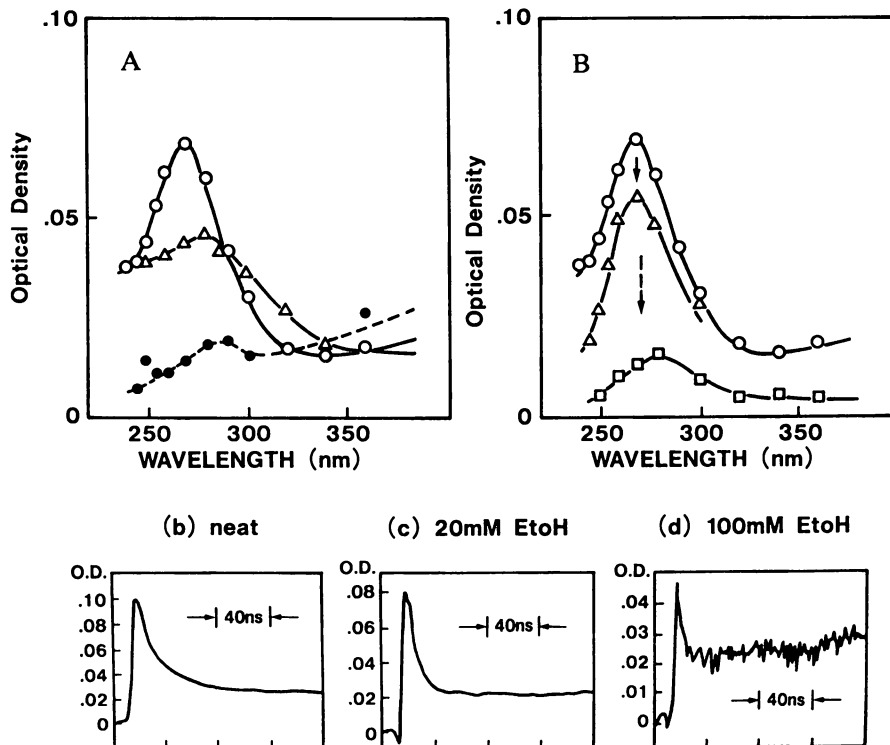 .10
A
.05
0
Optical Density
250 300 350
WAVELENGTH (nm)
.10
B
.05
0
Optical Density
250 300 350
WAVELENGTH (nm)
(b) neat
O.D.
.10
.08
.06
.04
.02
0
40ns
(c) 20mM EtoH
O.D.
.08
.06
.04
.02
0
40ns
(d) 100mM EtoH
O.D.
.04
.03
.02
.01
0
40ns